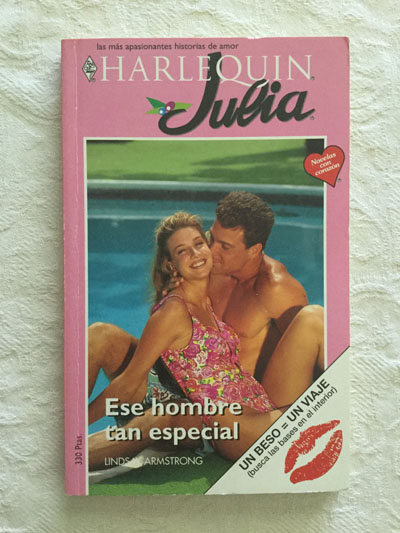 las más apasionantes historias de amor
HARLEQUIN
Julia
Novelas
con
corazón
Ese hombre
tan especial
LINDSAY ARMSTRONG
UN BESO = UN VIAJE
(busca las bases en el interior)
330 Ptas.